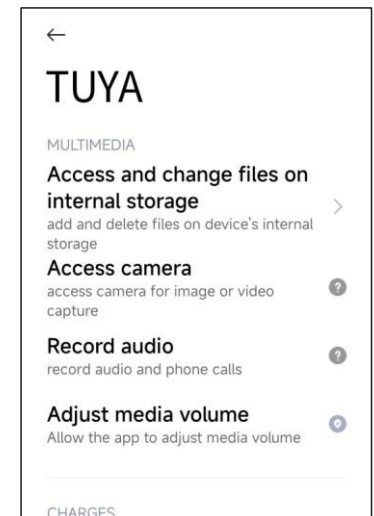 TUYA
MULTIMEDIA
Access and change files on
internal storage
add and delete files on device's internal
storage
Access camera
access camera for image or video
capture
Record audio
record audio and phone calls
Adjust media volume
Allow the app to adjust media volume
CHARGES